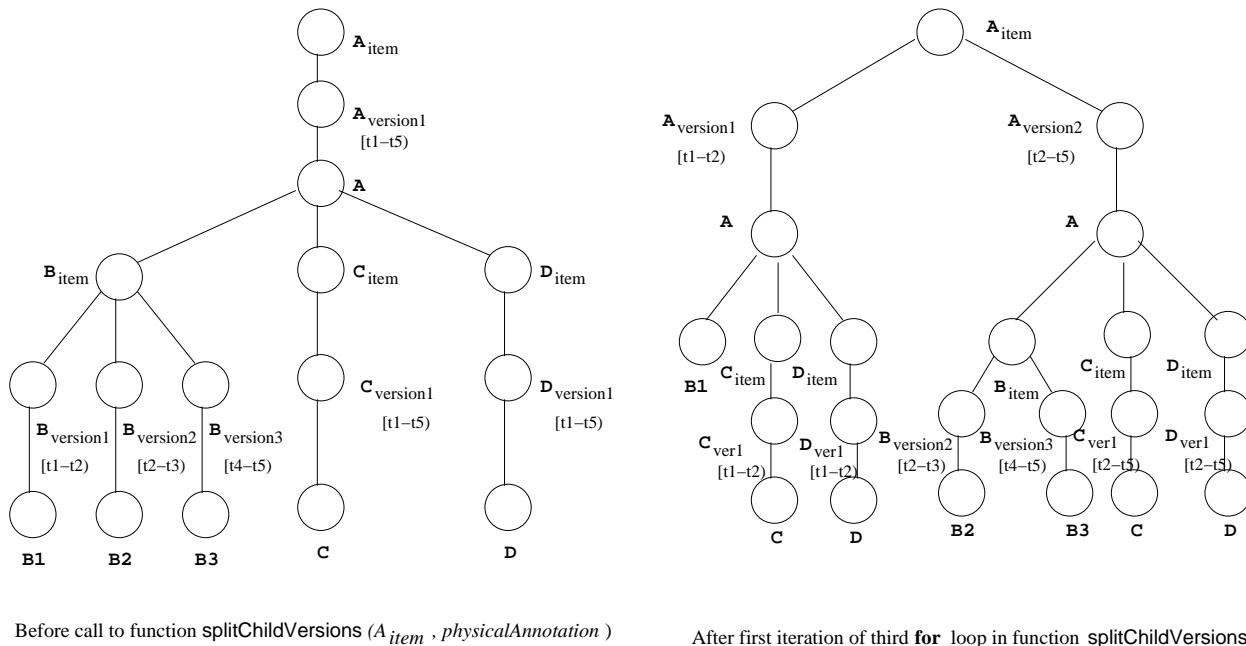 A item
A version1
[t1–t5)
A
B item
C item
D item
B version1
[t1–t2)
B version2
[t2–t3)
B version3
[t4–t5)
C version1
[t1–t5)
D version1
[t1–t5)
B1
B2
B3
C
D
Before call to function splitChildVersions (A item , physicalAnnotation )
A item
A version1
[t1–t2)
A version2
[t2–t5)
A
A
B1
C item
D item
B item
C item
D item
C ver1
[t1–t2)
D ver1
[t1–t2)
B version2
[t2–t3)
B version3
[t4–t5)
C ver1
[t2–t5)
D ver1
[t2–t5)
C
D
B2
B3
C
D
After first iteration of third for loop in function splitChildVersions